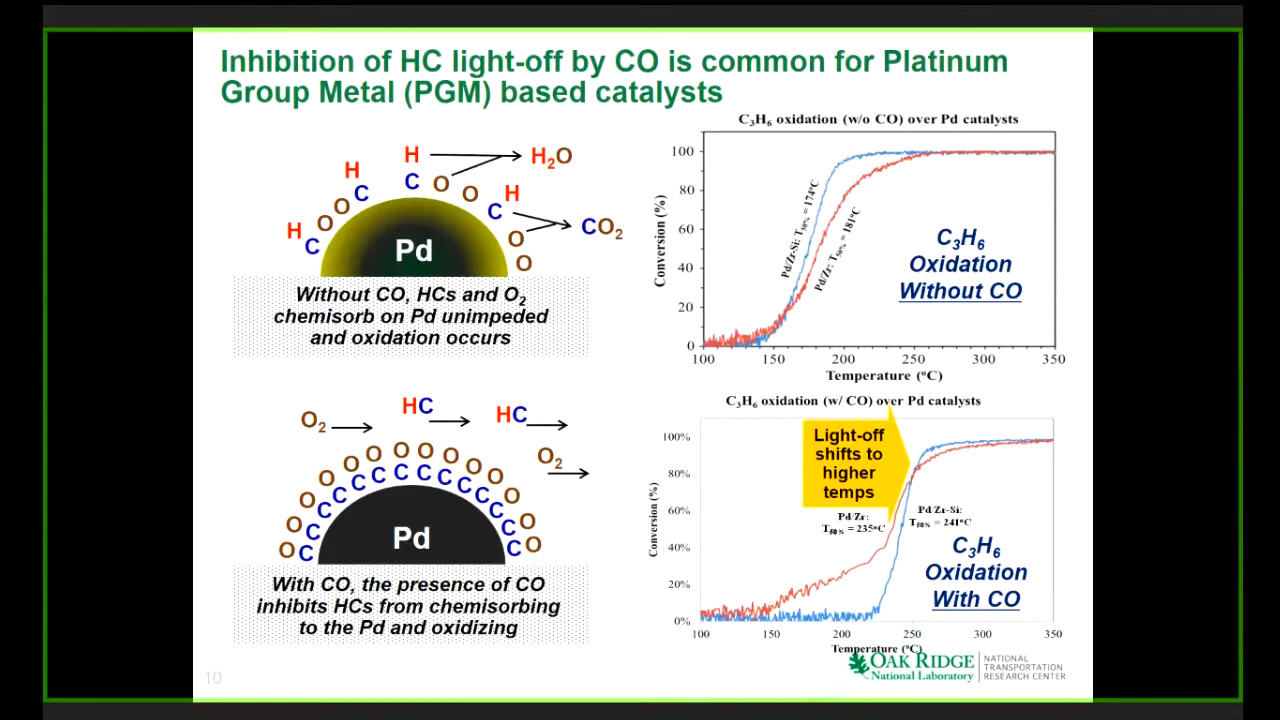 Inhibition of HC light-off by CO is common for Platinum
Group Metal (PGM) based catalysts
H
H
H
H
C
C
C
C
O
O
O
O
O
O
H₂O
CO₂
Pd
Without CO, HCs and O₂
chemisorb on Pd unimpeded
and oxidation occurs
C₃H₆ oxidation (w/o CO) over Pd catalysts
100
80
60
40
20
0
Conversion (%)
Pd/Zr-Si: T₅₀% = 174°C
Pd/Zr: T₅₀% = 181°C
C₃H₆
Oxidation
Without CO
100
150
200
250
300
350
Temperature (°C)
O₂
HC
HC
O₂
O O O O O O O O O O O O O O O
C C C C C C C C C C C C C C C
Pd
With CO, the presence of CO
inhibits HCs from chemisorbing
to the Pd and oxidizing
C₃H₆ oxidation (w/ CO) over Pd catalysts
100%
80%
60%
40%
20%
0%
Conversion (%)
Light-off
shifts to
higher
temps
Pd/Zr:
T₅₀% = 235°C
Pd/Zr-Si:
T₅₀% = 241°C
C₃H₆
Oxidation
With CO
100
150
200
250
300
350
Temperature (°C)
OAK RIDGE
National Laboratory
NATIONAL
TRANSPORTATION
RESEARCH CENTER
10